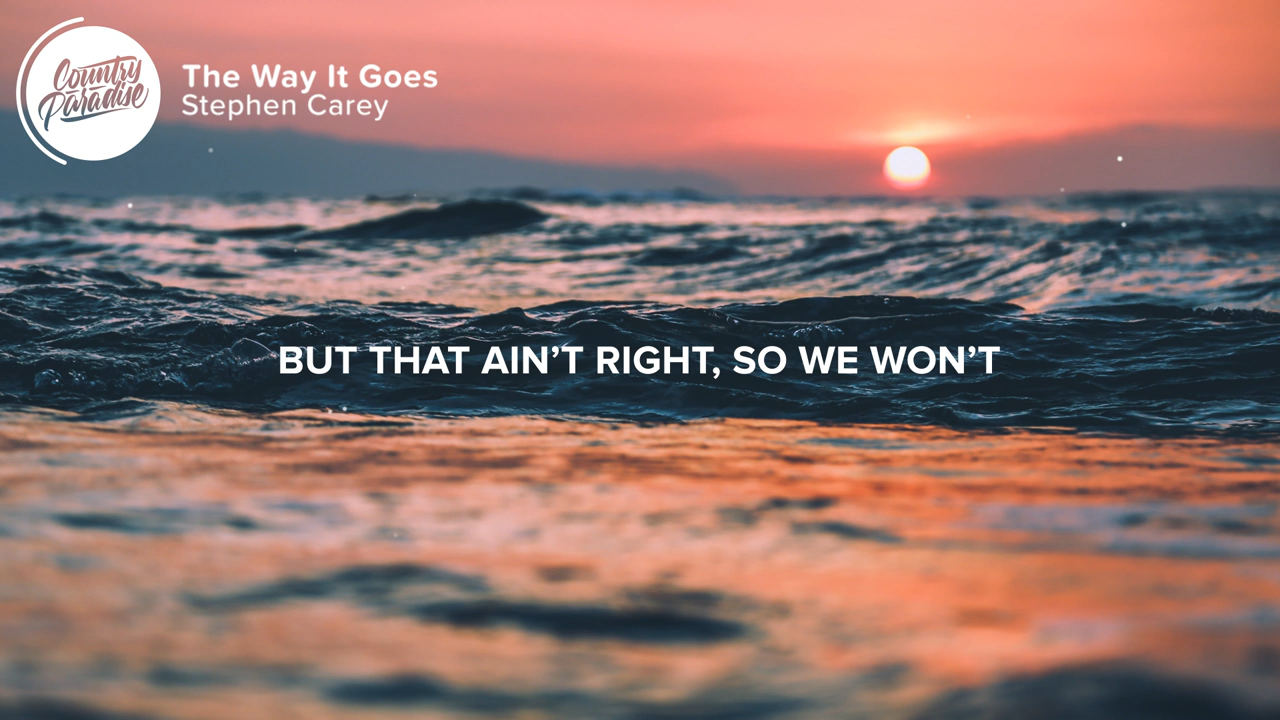 Country
Paradise
The Way It Goes
Stephen Carey
BUT THAT AIN’T RIGHT, SO WE WON’T